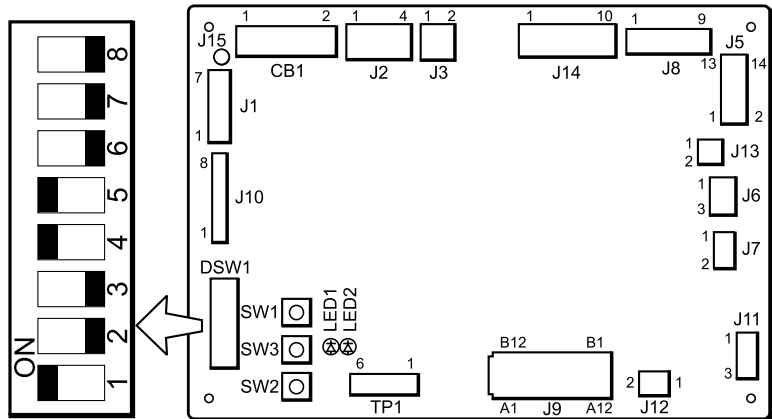 8
7
6
5
4
3
2
1
ON
1 2
CB1
1 4
J2
1 2
J3
1 10
J14
1 9
J8
J5
13 14
1 2
J15
7
1
J1
8
1
J10
1
2
J13
1
3
J6
1
2
J7
DSW1
SW1
SW3
SW2
LED1
LED2
6 1
TP1
B12 B1
A1 J9 A12
2 1
J12
J11
1
3